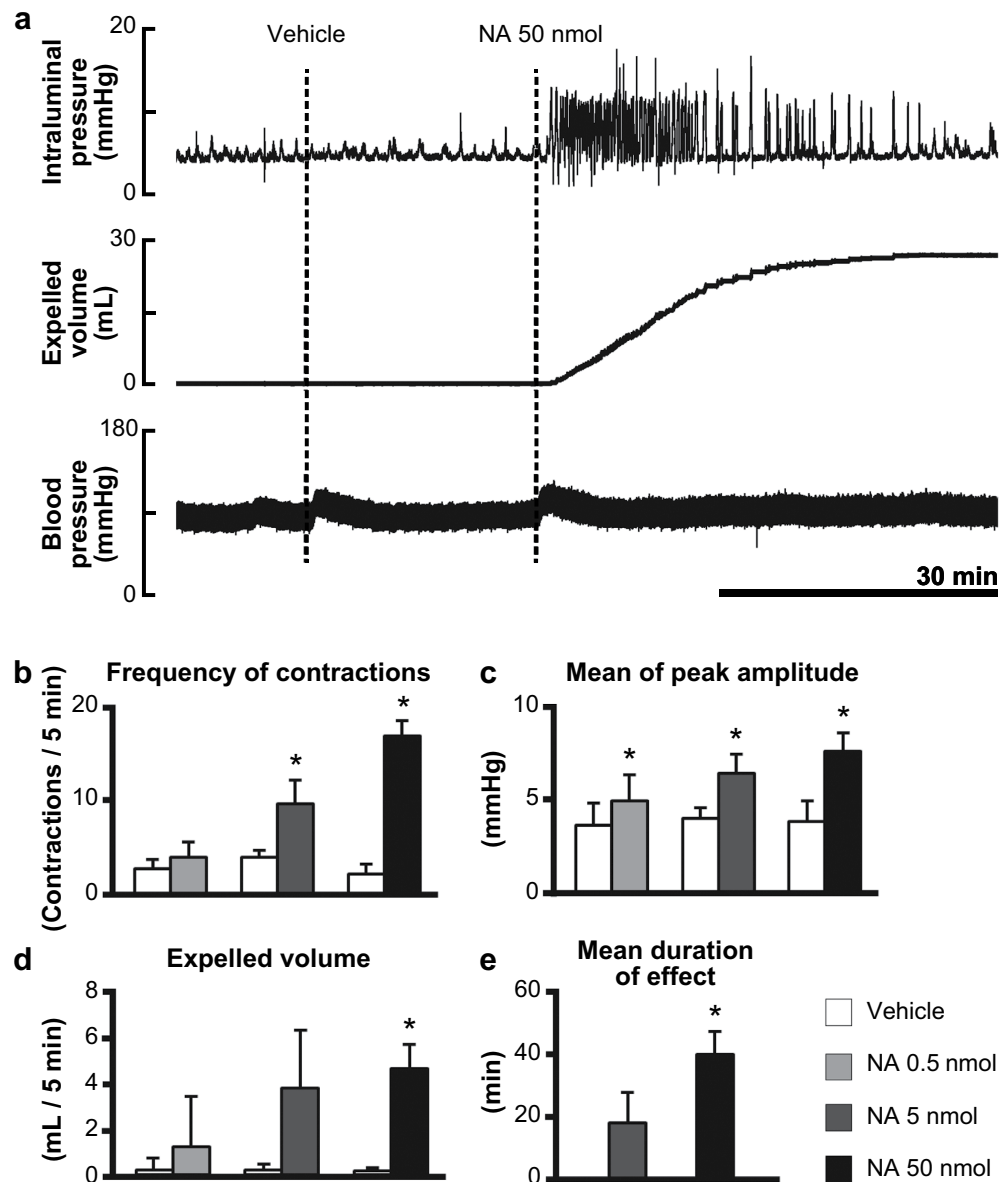 a
Vehicle
NA 50 nmol
20
0
Intraluminal
pressure
(mmHg)
30
0
Expelled
volume
(mL)
180
0
Blood
pressure
(mmHg)
30 min
b
Frequency of contractions
20
10
0
(Contractions / 5 min)
*
*
c
Mean of peak amplitude
10
5
0
(mmHg)
*
*
*
d
Expelled volume
8
6
4
2
0
(mL / 5 min)
*
e
Mean duration
of effect
60
40
20
0
(min)
*
Vehicle
NA 0.5 nmol
NA 5 nmol
NA 50 nmol